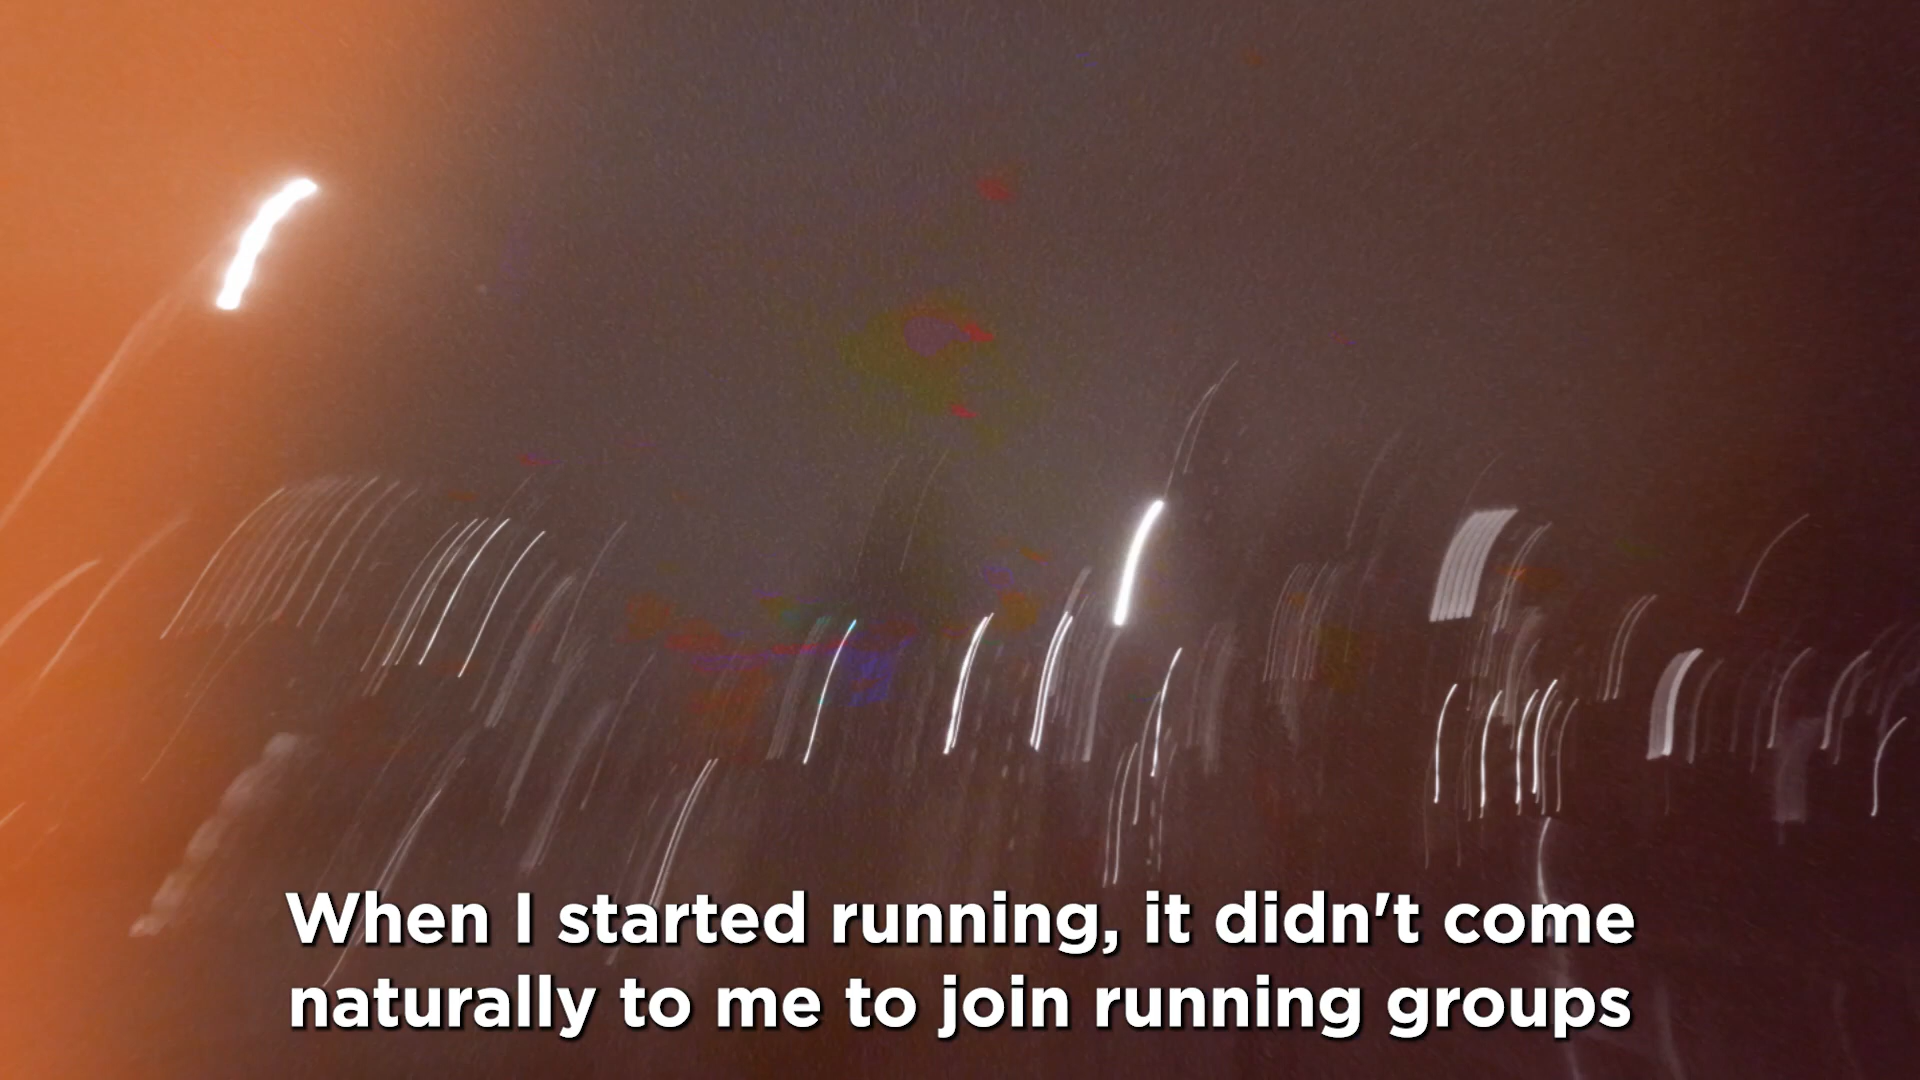 When I started running, it didn't come
naturally to me to join running groups